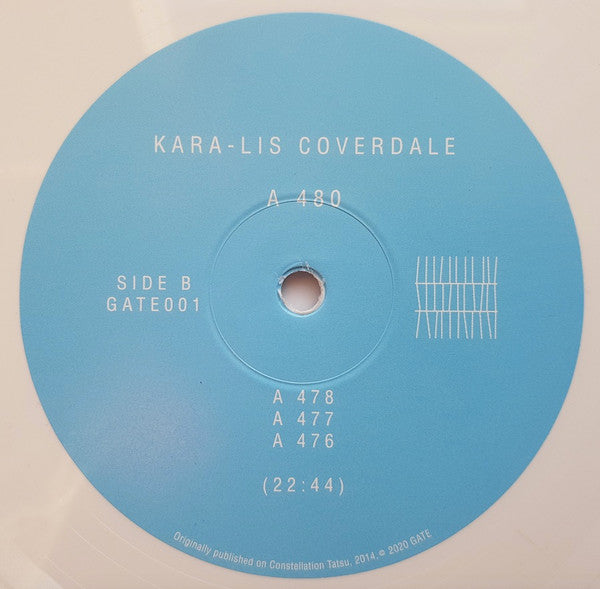 KARA-LIS COVERDALE
A 480
SIDE B
GATE001
A 478
A 477
A 476
(22:44)
Originally published on Constellation Tatsu, 2014. © 2020 GATE